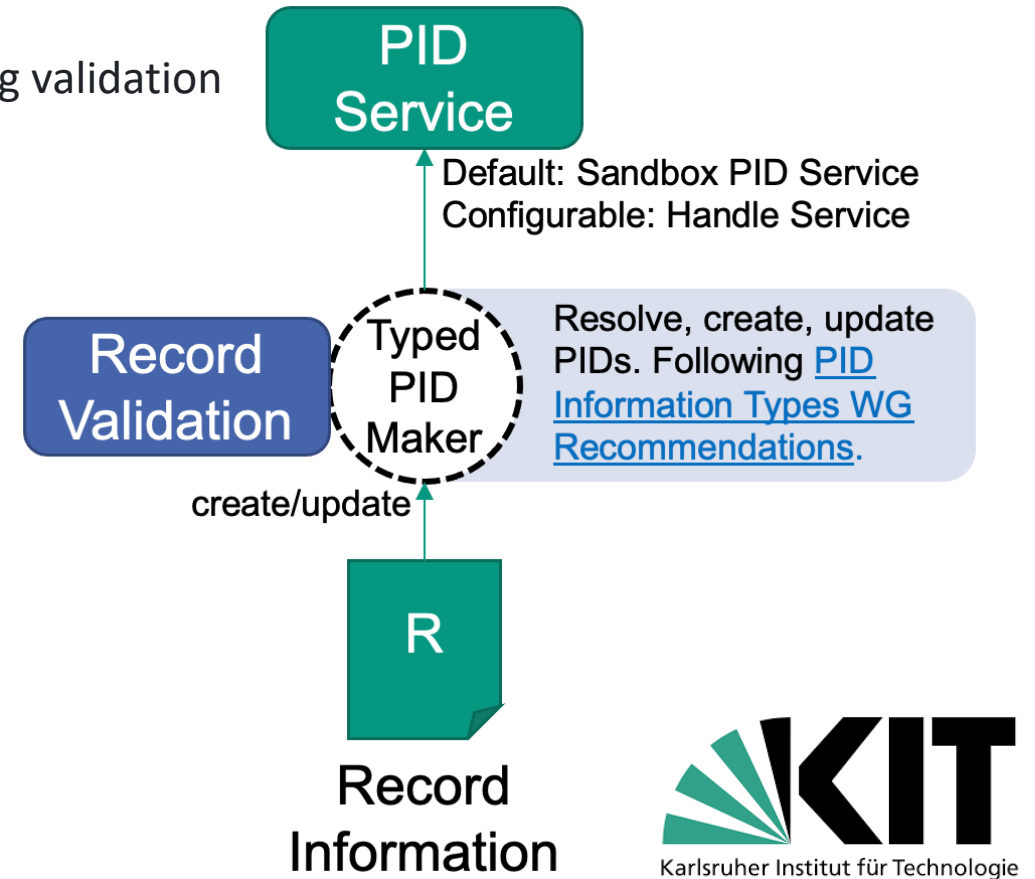 PID
Service
g validation
Default: Sandbox PID Service
Configurable: Handle Service
Record
Validation
Typed
PID
Maker
Resolve, create, update
PIDs. Following PID
Information Types WG
Recommendations.
create/update
R
Record
Information
KIT
Karlsruher Institut für Technologie